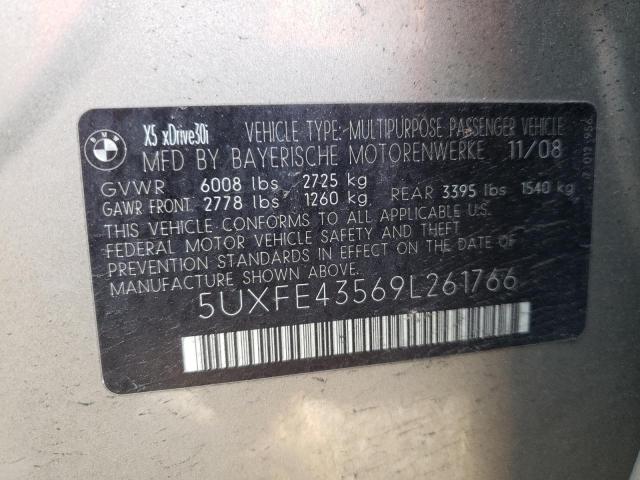 BMW
X5 xDrive30i VEHICLE TYPE: MULTIPURPOSE PASSENGER VEHICLE
MFD BY BAYERISCHE MOTORENWERKE 11/08
GVWR 6008 lbs 2725 kg
GAWR FRONT 2778 lbs 1260 kg REAR 3395 lbs 1540 kg
THIS VEHICLE CONFORMS TO ALL APPLICABLE U.S.
FEDERAL MOTOR VEHICLE SAFETY AND THEFT
PREVENTION STANDARDS IN EFFECT ON THE DATE OF
MANUFACTURE SHOWN ABOVE.
5UXFE43569L261766